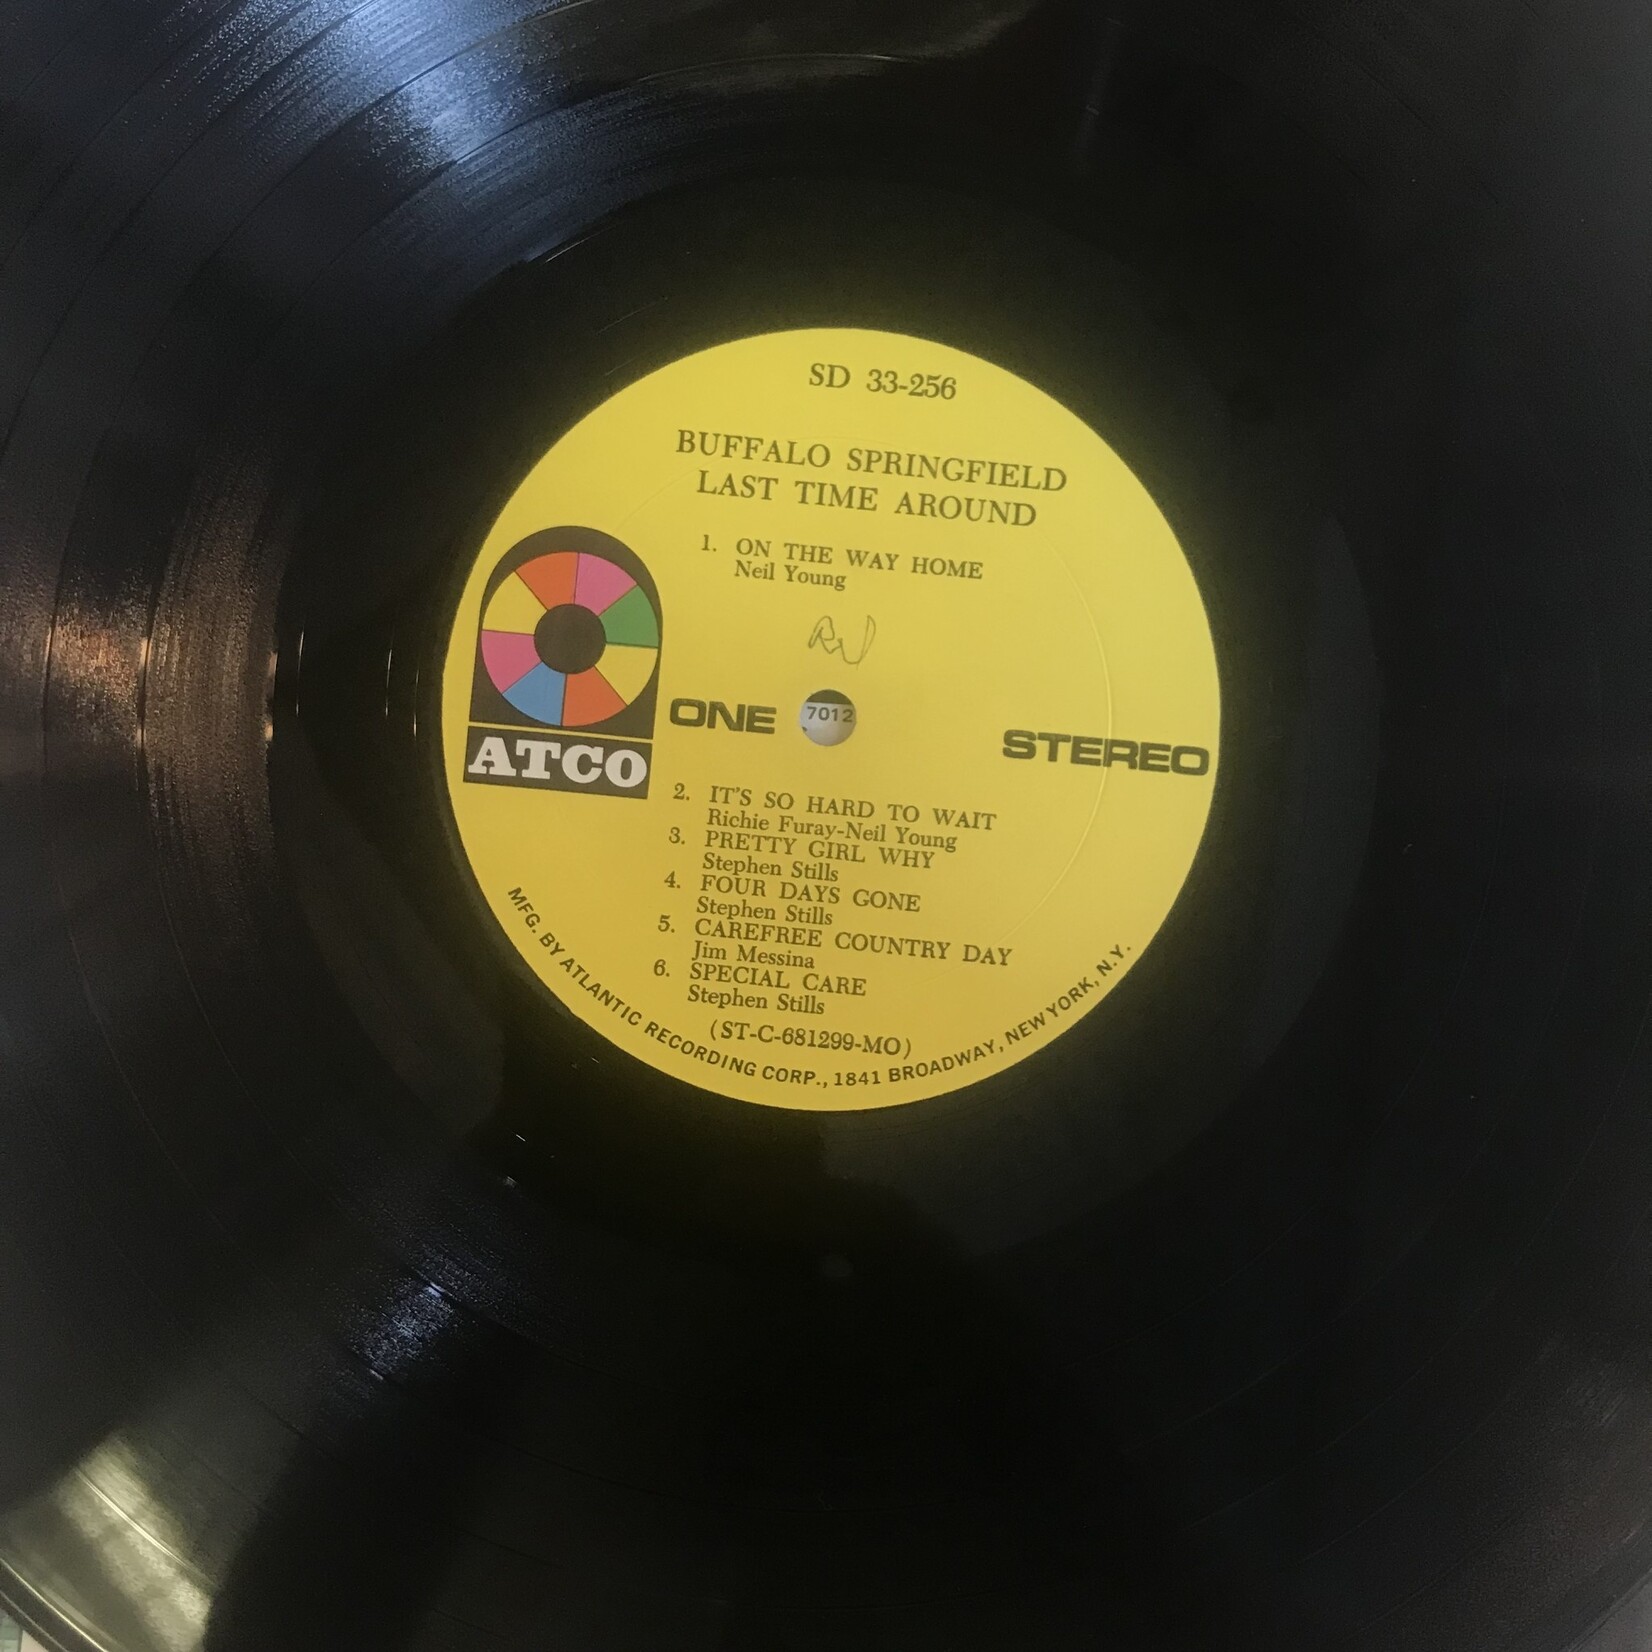 SD 33-256
BUFFALO SPRINGFIELD
LAST TIME AROUND
1. ON THE WAY HOME
Neil Young
ATCO
ONE
7012
STEREO
2. IT'S SO HARD TO WAIT
Richie Furay-Neil Young
3. PRETTY GIRL WHY
Stephen Stills
4. FOUR DAYS GONE
Stephen Stills
5. CAREFREE COUNTRY DAY
Jim Messina
6. SPECIAL CARE
Stephen Stills
(ST-C-681299-MO)
MFG. BY ATLANTIC RECORDING CORP., 1841 BROADWAY, NEW YORK, N.Y.